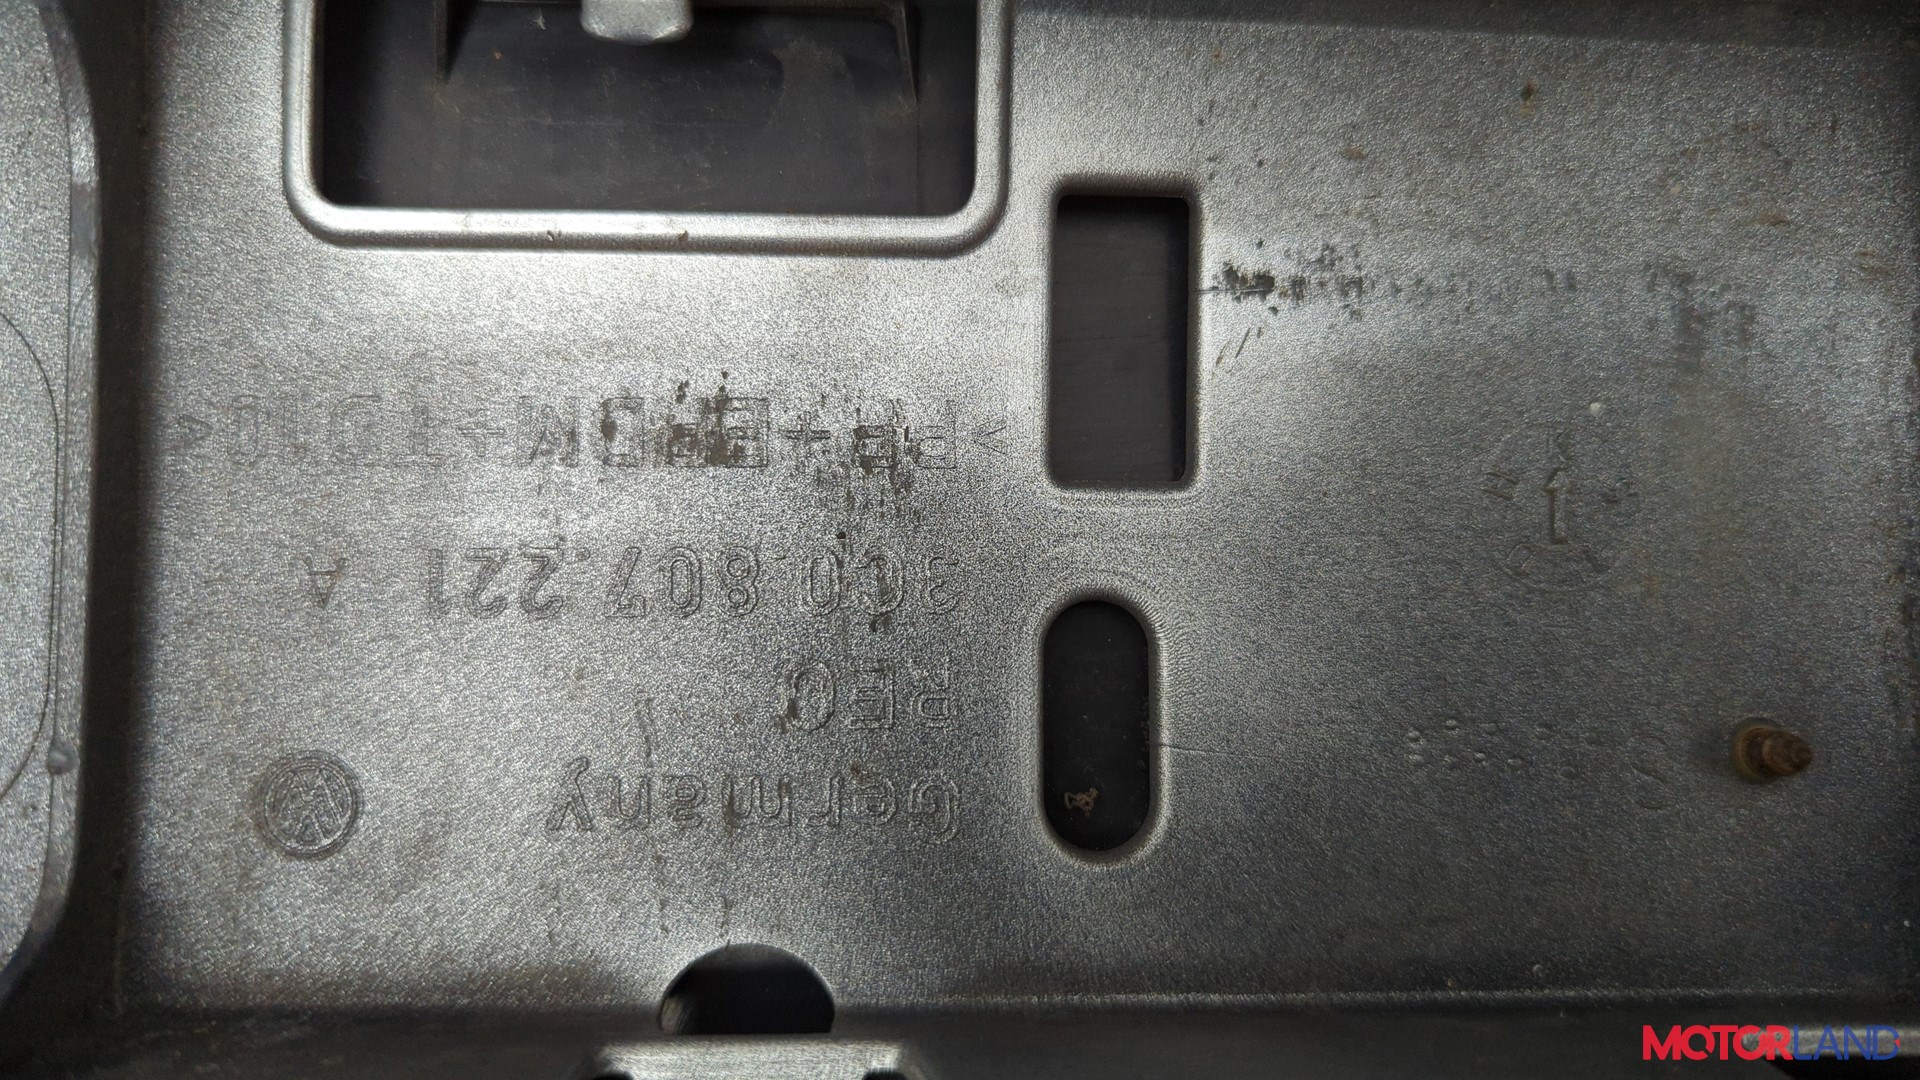 Germany
REC
3C0.807.221 A
>PP+EPDM+TD10<
MOTORLAND